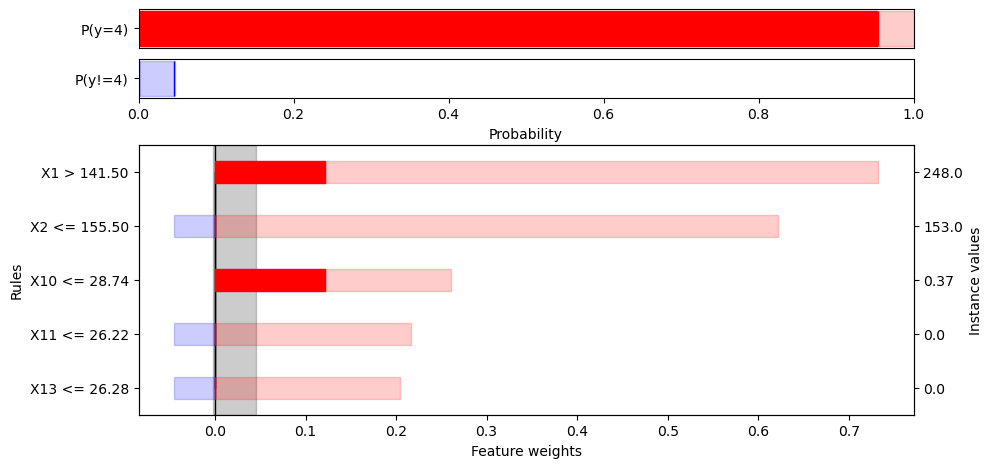 P(y=4)
P(y!=4)
0.0 0.2 0.4 0.6 0.8 1.0
Probability
X1 > 141.50 248.0
X2 <= 155.50 153.0
X10 <= 28.74 0.37
X11 <= 26.22 0.0
X13 <= 26.28 0.0
Rules
Instance values
0.0 0.1 0.2 0.3 0.4 0.5 0.6 0.7
Feature weights